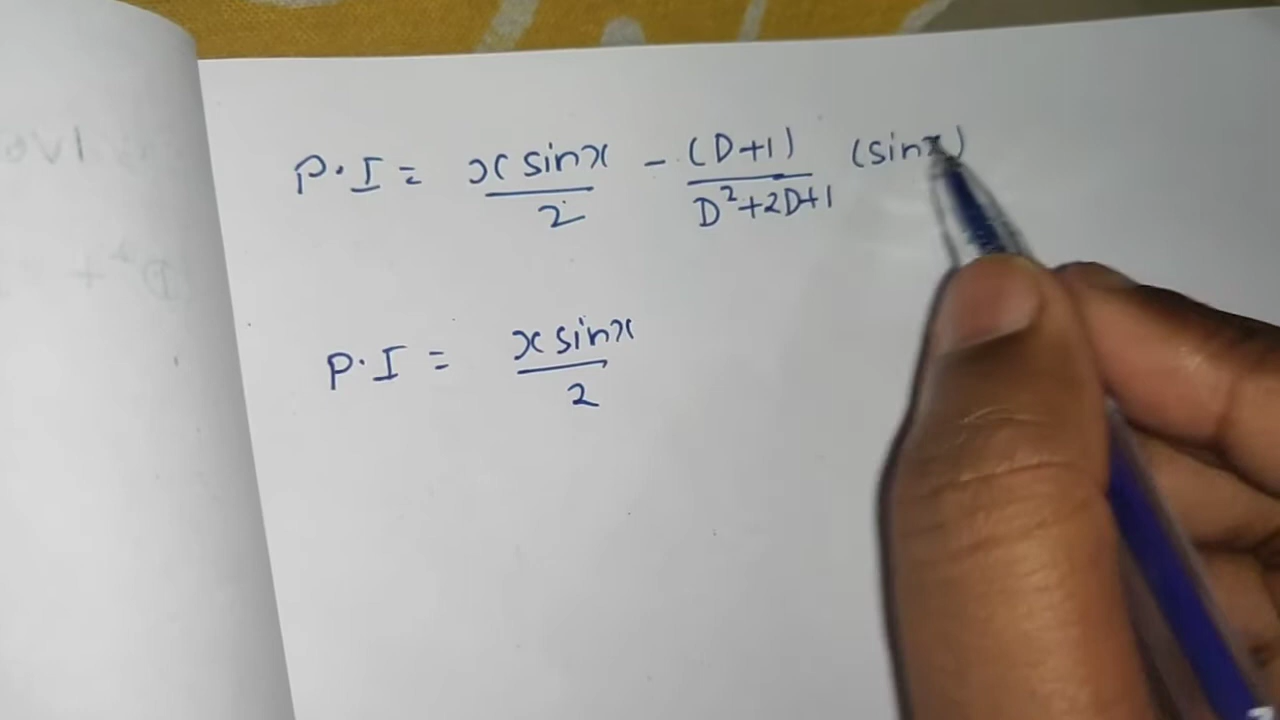 P.I = x sinx / 2 - (D+1) / D²+2D+1 (sinx)
P.I = x sinx / 2